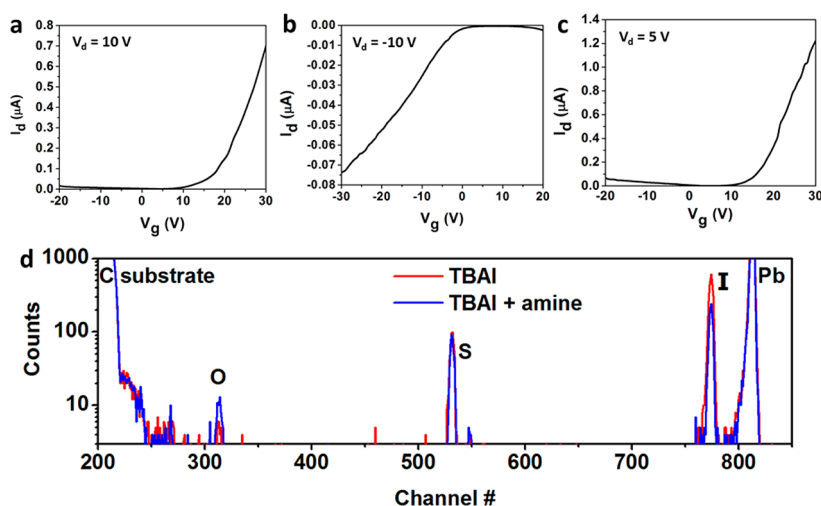 a
V_d = 10 V
0.8
0.7
0.6
0.5
0.4
0.3
0.2
0.1
0.0
I_d (μA)
-20 -10 0 10 20 30
V_g (V)
b
V_d = -10 V
0.00
-0.01
-0.02
-0.03
-0.04
-0.05
-0.06
-0.07
-0.08
I_d (μA)
-30 -20 -10 0 10 20
V_g (V)
c
V_d = 5 V
1.4
1.2
1.0
0.8
0.6
0.4
0.2
0.0
I_d (μA)
-20 -10 0 10 20 30
V_g (V)
d
1000
100
10
Counts
C substrate
O
TBAI
TBAI + amine
S
I
Pb
200 300 400 500 600 700 800
Channel #